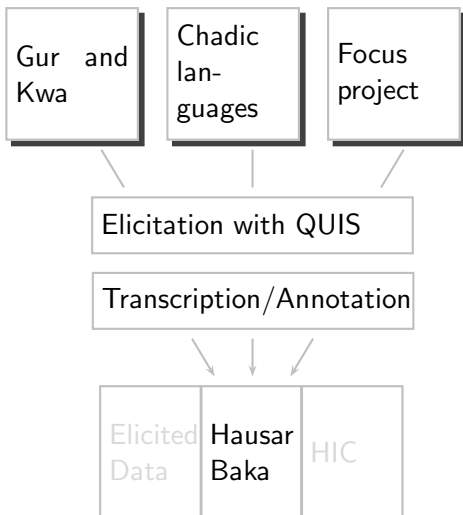 Gur and
Kwa
Chadic
lan-
guages
Focus
project
Elicitation with QUIS
Transcription/Annotation
Elicited
Data
Hausar
Baka
HIC